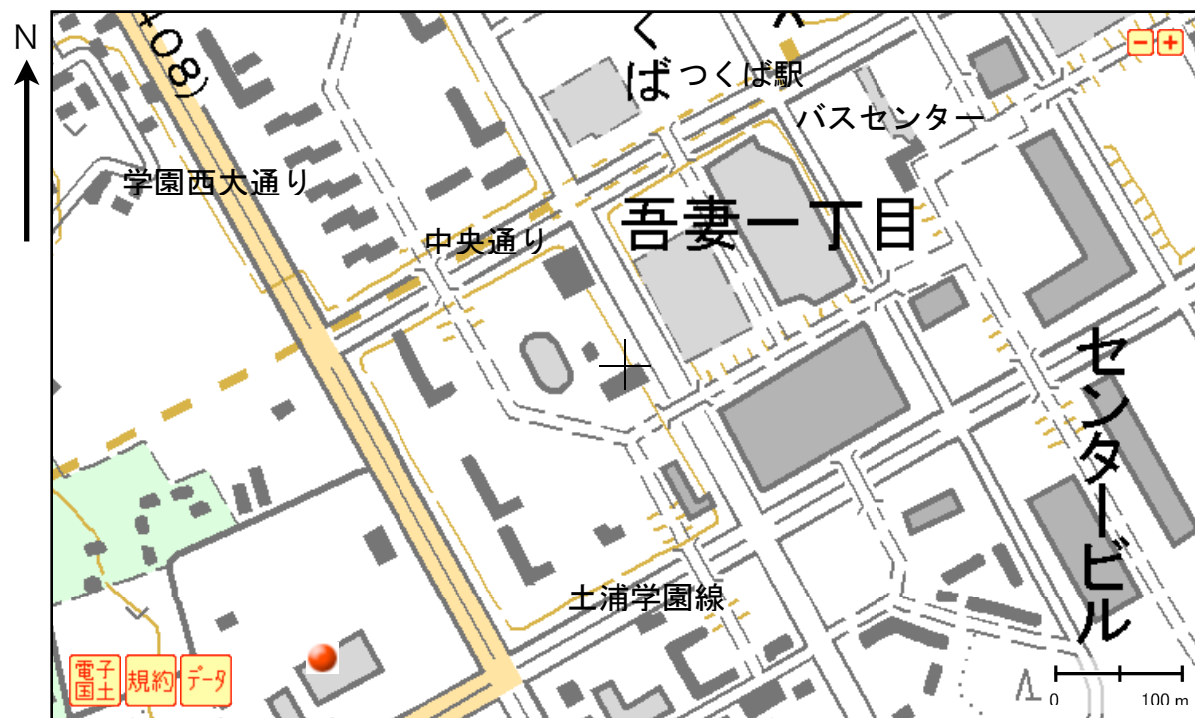 N
408)
くば
つくば駅
バスセンター
学園西大通り
吾妻一丁目
中央通り
センタービル
土浦学園線
電子国土
規約
データ
0
100 m